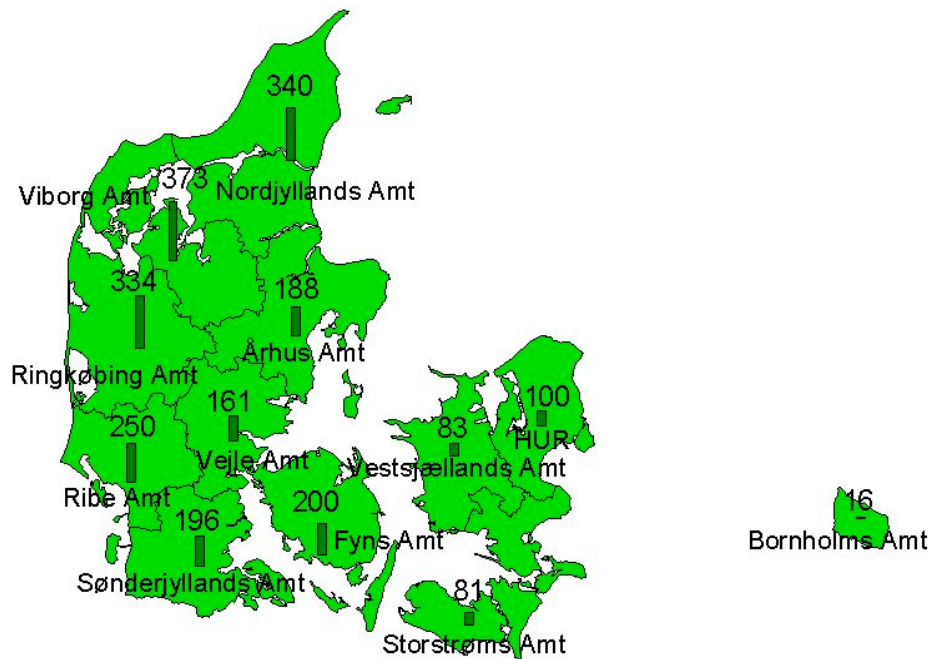 340
373
Viborg Amt
Nordjyllands Amt
334
188
Århus Amt
Ringkøbing Amt
161
100
250
83
HUR
Vejle Amt
Vestsjællands Amt
Ribe Amt
200
196
16
Fyns Amt
Bornholms Amt
Sønderjyllands Amt
81
Storstrøms Amt